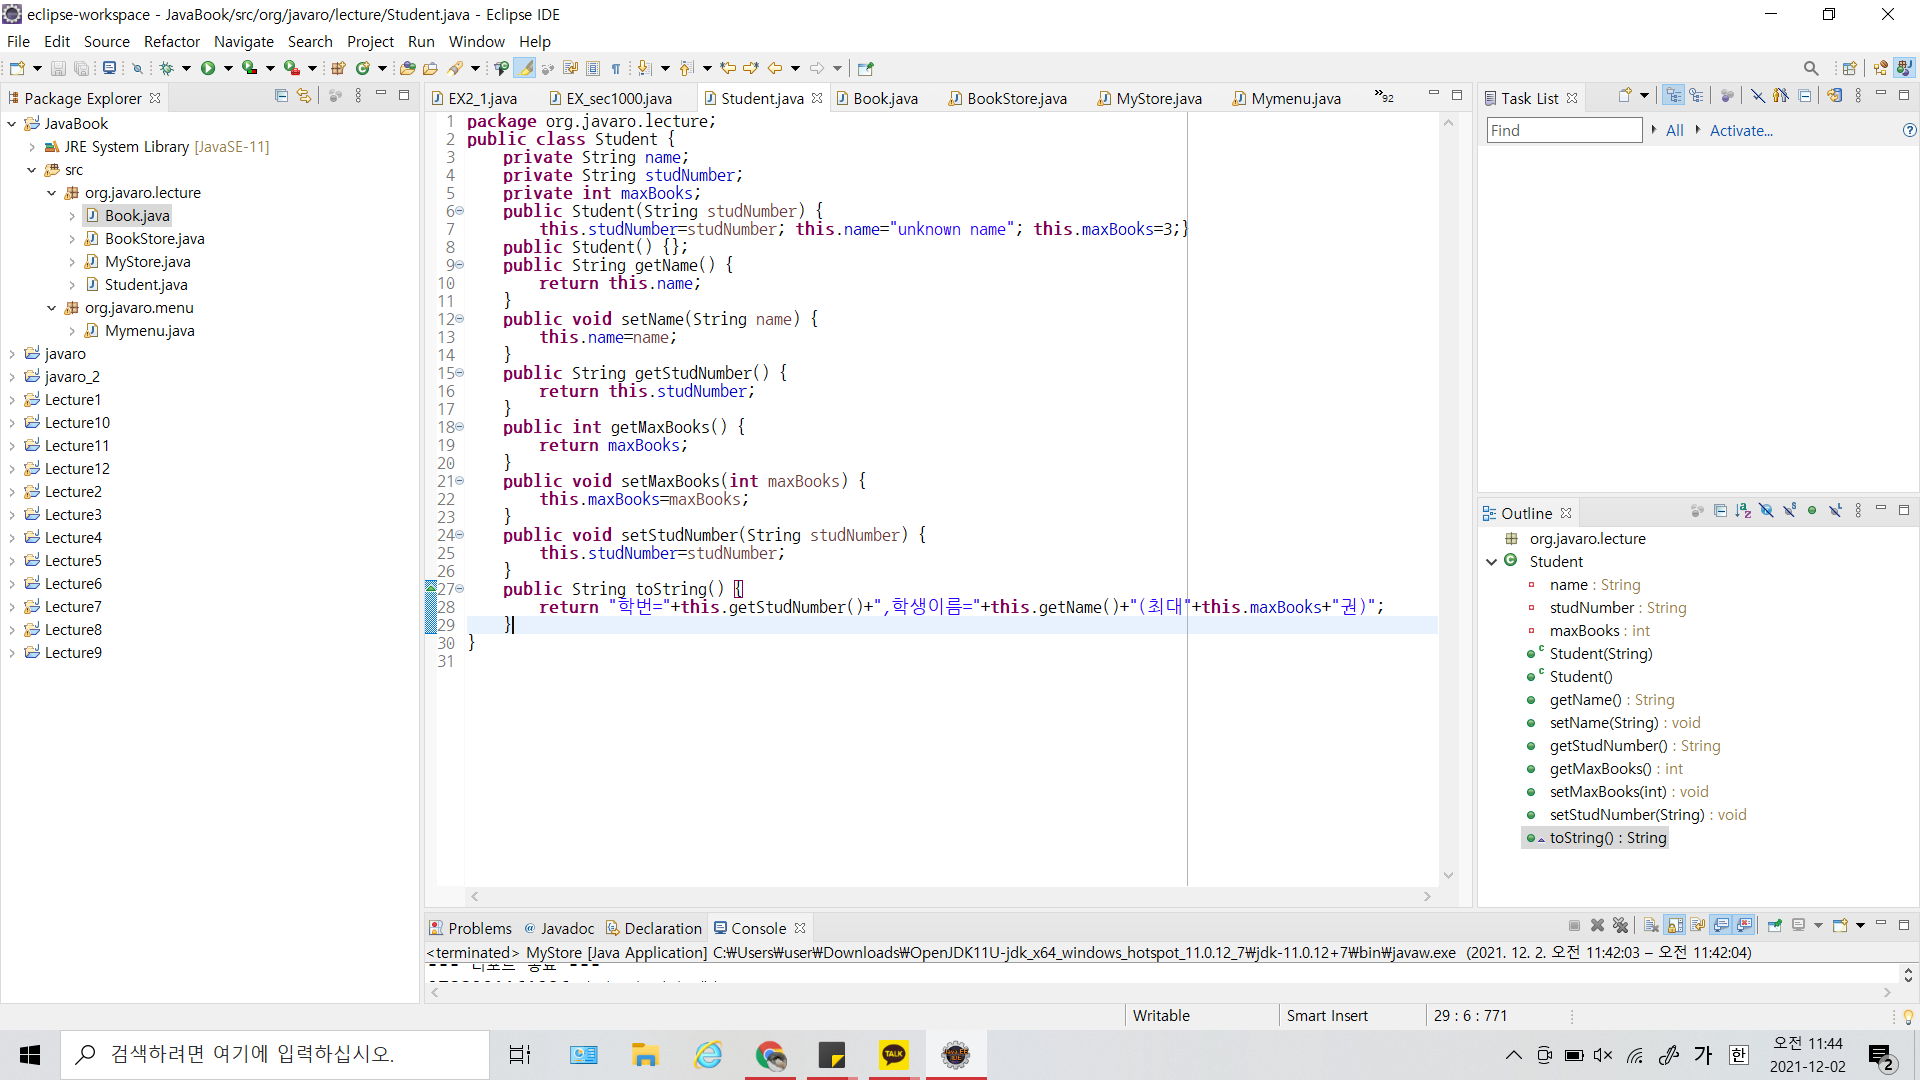 eclipse-workspace - JavaBook/src/org/javaro/lecture/Student.java - Eclipse IDE
File Edit Source Refactor Navigate Search Project Run Window Help
Package Explorer
JavaBook
JRE System Library [JavaSE-11]
src
org.javaro.lecture
Book.java
BookStore.java
MyStore.java
Student.java
org.javaro.menu
Mymenu.java
javaro
javaro_2
Lecture1
Lecture10
Lecture11
Lecture12
Lecture2
Lecture3
Lecture4
Lecture5
Lecture6
Lecture7
Lecture8
Lecture9
EX2_1.java EX_sec1000.java Student.java Book.java BookStore.java MyStore.java Mymenu.java »92
1 package org.javaro.lecture;
2 public class Student {
3 private String name;
4 private String studNumber;
5 private int maxBooks;
6 public Student(String studNumber) {
7 this.studNumber=studNumber; this.name="unknown name"; this.maxBooks=3;}
8 public Student() {};
9 public String getName() {
10 return this.name;
11 }
12 public void setName(String name) {
13 this.name=name;
14 }
15 public String getStudNumber() {
16 return this.studNumber;
17 }
18 public int getMaxBooks() {
19 return maxBooks;
20 }
21 public void setMaxBooks(int maxBooks) {
22 this.maxBooks=maxBooks;
23 }
24 public void setStudNumber(String studNumber) {
25 this.studNumber=studNumber;
26 }
27 public String toString() {
28 return "학번="+this.getStudNumber()+",학생이름="+this.getName()+"(최대"+this.maxBooks+"권)";
29 }
30 }
31
Task List
Find All Activate...
Outline
org.javaro.lecture
Student
name : String
studNumber : String
maxBooks : int
Student(String)
Student()
getName() : String
setName(String) : void
getStudNumber() : String
getMaxBooks() : int
setMaxBooks(int) : void
setStudNumber(String) : void
toString() : String
Problems @ Javadoc Declaration Console
<terminated> MyStore [Java Application] C:₩Users₩user₩Downloads₩OpenJDK11U-jdk_x64_windows_hotspot_11.0.12_7₩jdk-11.0.12+7₩bin₩javaw.exe (2021. 12. 2. 오전 11:42:03 – 오전 11:42:04)
Writable Smart Insert 29 : 6 : 771
검색하려면 여기에 입력하십시오.
TALK
가 한
오전 11:44
2021-12-02
2